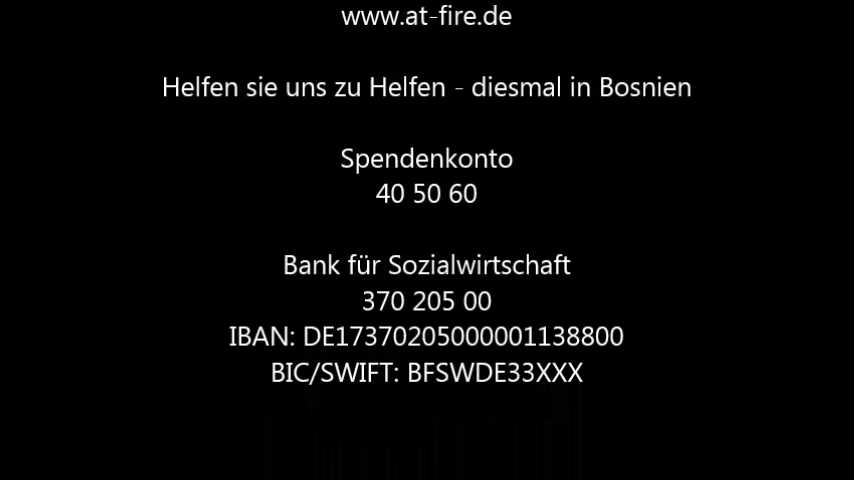 www.at-fire.de
Helfen sie uns zu Helfen - diesmal in Bosnien
Spendenkonto
40 50 60
Bank für Sozialwirtschaft
370 205 00
IBAN: DE17370205000001138800
BIC/SWIFT: BFSWDE33XXX